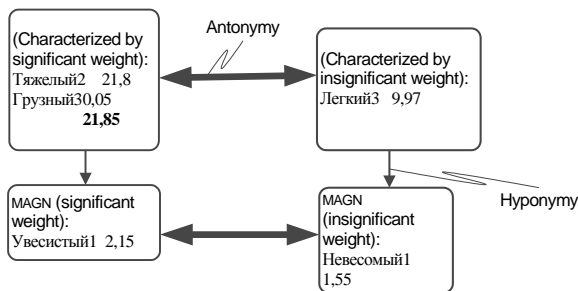 Antonymy
(Characterized by
significant weight):
Тяжелый2 21,8
Грузный30,05
21,85
(Characterized by
insignificant weight):
Легкий3 9,97
MAGN (significant
weight):
Увесистый1 2,15
MAGN
(insignificant
weight):
Невесомый1
1,55
Hyponymy